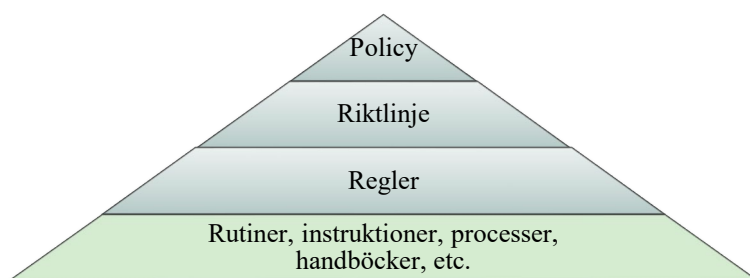 Policy
Riktlinje
Regler
Rutiner, instruktioner, processer,
handböcker, etc.